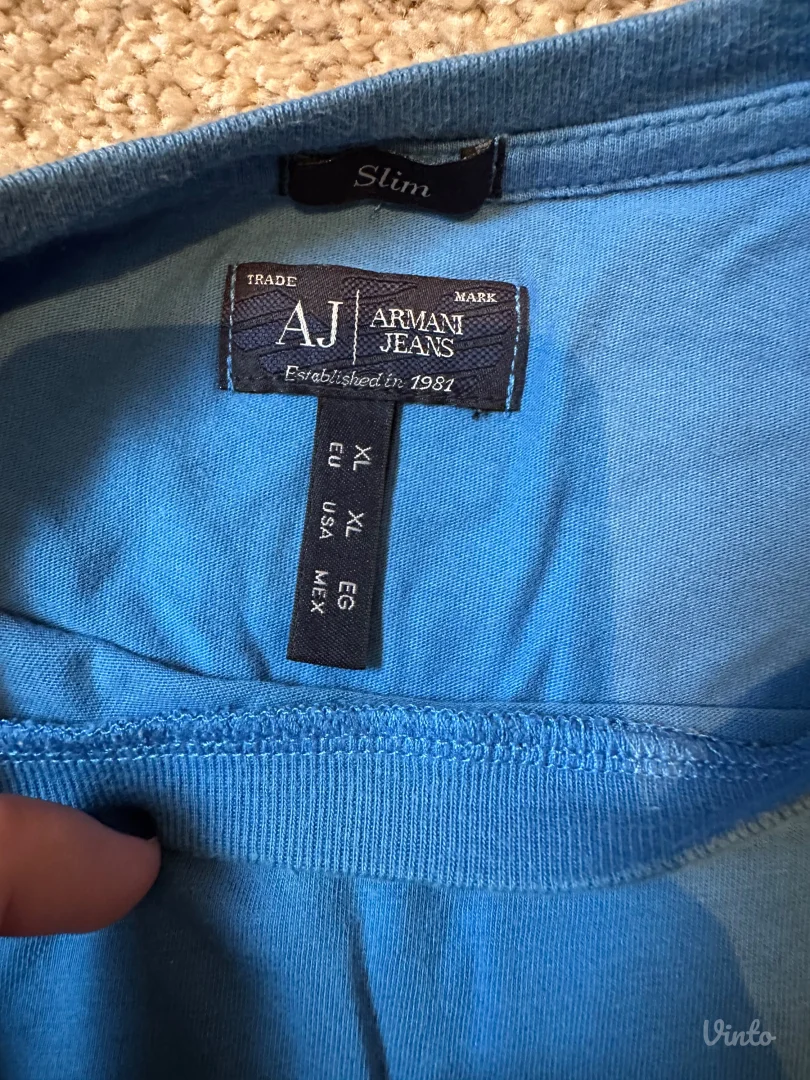 Slim
TRADE MARK
AJ ARMANI
JEANS
Established in 1981
XL XL EG
EU USA MEX
Vinto